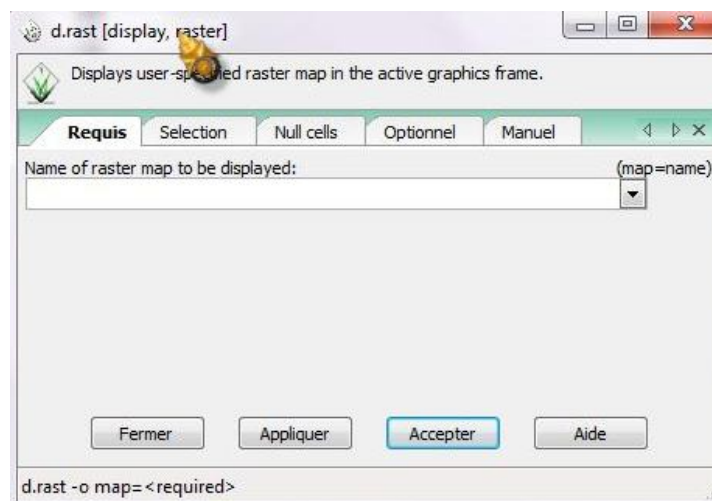 d.rast [display, raster]
Displays user-specified raster map in the active graphics frame.
Requis Selection Null cells Optionnel Manuel
Name of raster map to be displayed: (map=name)
Fermer Appliquer Accepter Aide
d.rast -o map=<required>